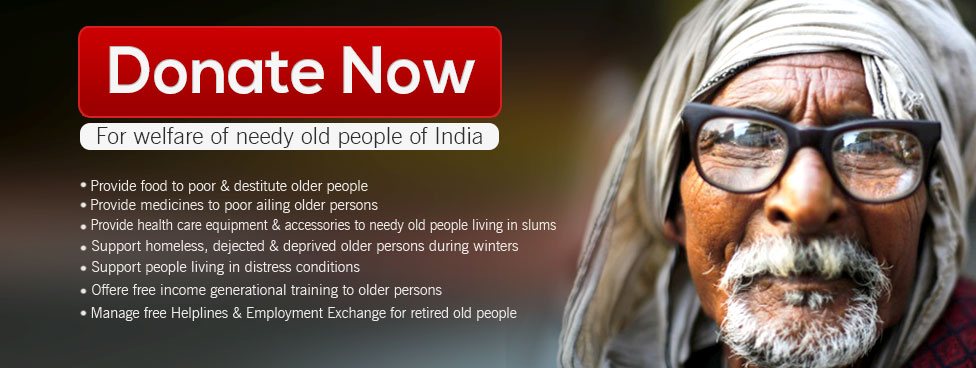 Donate Now
For welfare of needy old people of India
• Provide food to poor & destitute older people
• Provide medicines to poor ailing older persons
• Provide health care equipment & accessories to needy old people living in slums
• Support homeless, dejected & deprived older persons during winters
• Support people living in distress conditions
• Offere free income generational training to older persons
• Manage free Helplines & Employment Exchange for retired old people